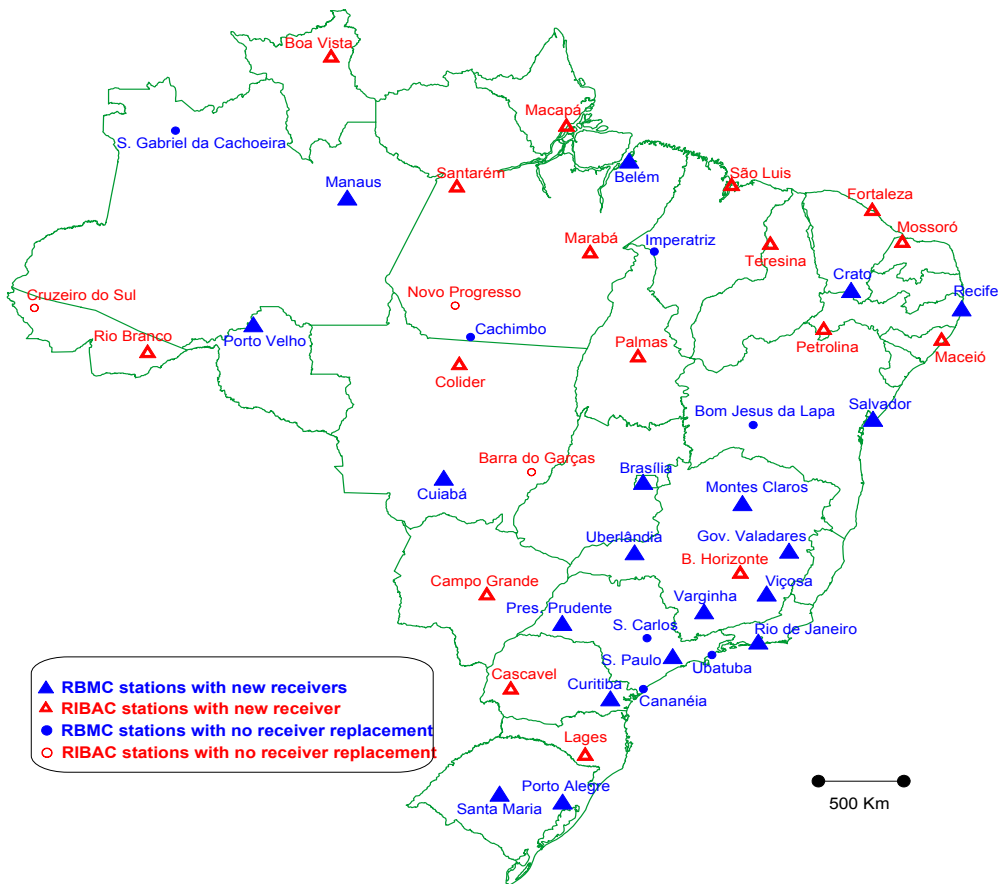 Boa Vista
Macapá
S. Gabriel da Cachoeira
Belém
Santarém
São Luis
Manaus
Fortaleza
Mossoró
Marabá
Imperatriz
Teresina
Crato
Recife
Cruzeiro do Sul
Novo Progresso
Rio Branco
Porto Velho
Cachimbo
Palmas
Petrolina
Maceió
Colider
Bom Jesus da Lapa
Salvador
Barra do Garças
Brasília
Cuiabá
Montes Claros
Uberlândia
Gov. Valadares
B. Horizonte
Campo Grande
Viçosa
Varginha
Pres. Prudente
S. Carlos
Rio de Janeiro
S. Paulo
Ubatuba
Cascavel
Curitiba
Cananéia
RBMC stations with new receivers
RIBAC stations with new receiver
RBMC stations with no receiver replacement
RIBAC stations with no receiver replacement
Lages
Porto Alegre
Santa Maria
500 Km